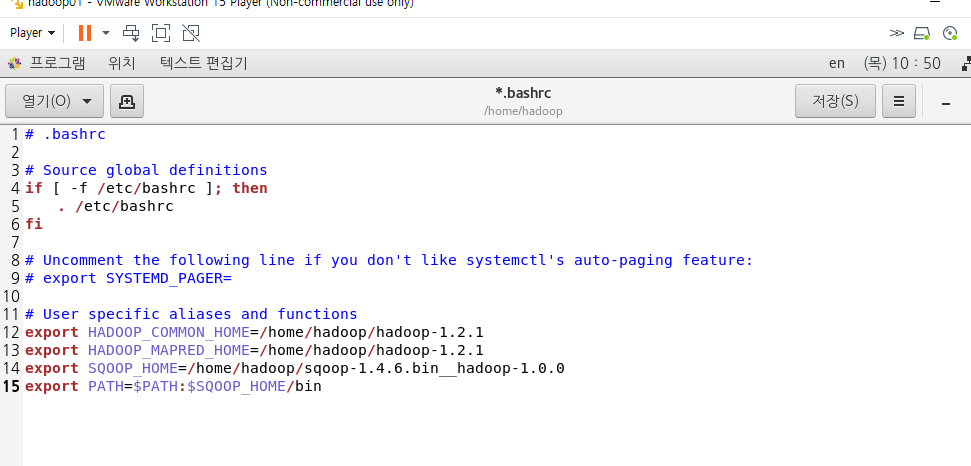 hadoop01 - VMware Workstation 15 Player (Non-commercial use only)
Player
프로그램 위치 텍스트 편집기 en (목) 10 : 50
열기(O) *.bashrc 저장(S)
/home/hadoop
1 # .bashrc
2
3 # Source global definitions
4 if [ -f /etc/bashrc ]; then
5 . /etc/bashrc
6 fi
7
8 # Uncomment the following line if you don't like systemctl's auto-paging feature:
9 # export SYSTEMD_PAGER=
10
11 # User specific aliases and functions
12 export HADOOP_COMMON_HOME=/home/hadoop/hadoop-1.2.1
13 export HADOOP_MAPRED_HOME=/home/hadoop/hadoop-1.2.1
14 export SQOOP_HOME=/home/hadoop/sqoop-1.4.6.bin__hadoop-1.0.0
15 export PATH=$PATH:$SQOOP_HOME/bin